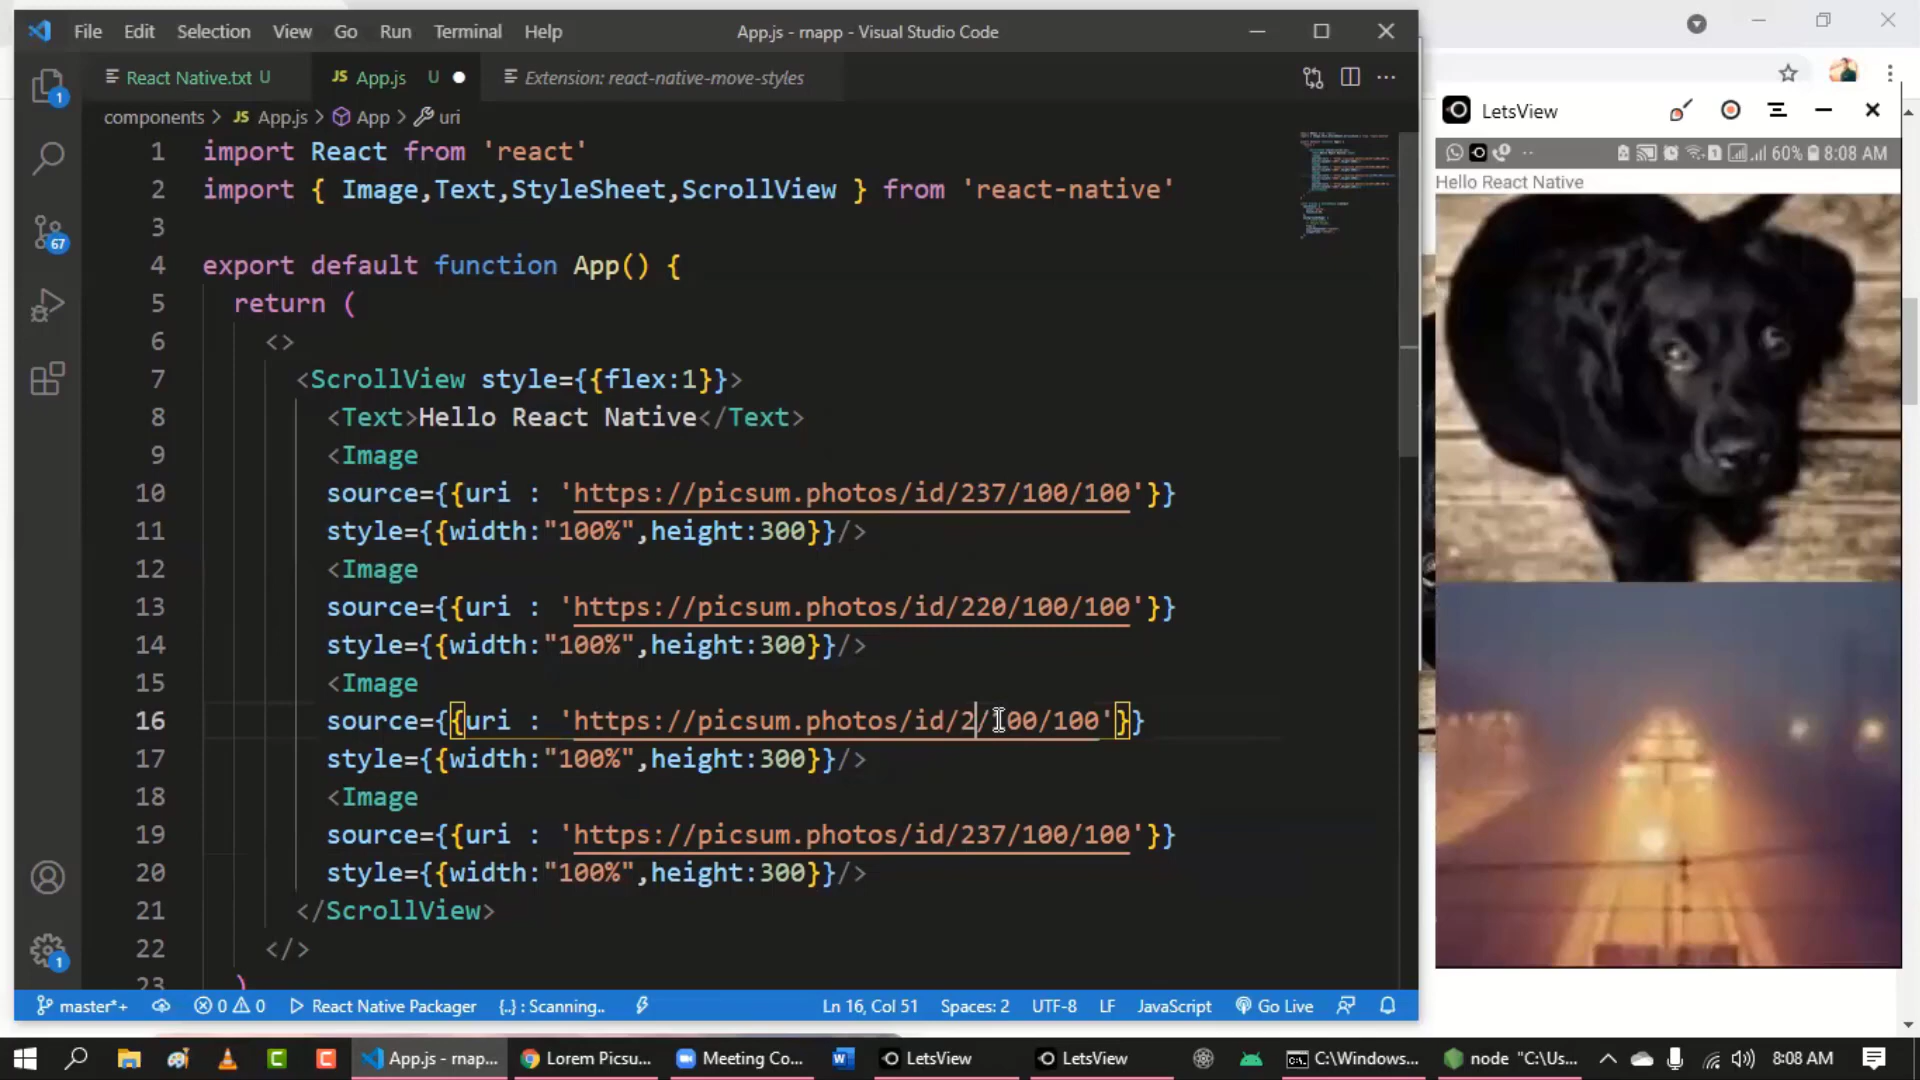 File Edit Selection View Go Run Terminal Help
App.js - rnapp - Visual Studio Code
React Native.txt U
JS App.js U
Extension: react-native-move-styles
components > JS App.js > App > uri
1 import React from 'react'
2 import { Image,Text,StyleSheet,ScrollView } from 'react-native'
3
4 export default function App() {
5 return (
6 <>
7 <ScrollView style={{flex:1}}>
8 <Text>Hello React Native</Text>
9 <Image
10 source={{uri : 'https://picsum.photos/id/237/100/100'}}
11 style={{width:"100%",height:300}}/>
12 <Image
13 source={{uri : 'https://picsum.photos/id/220/100/100'}}
14 style={{width:"100%",height:300}}/>
15 <Image
16 source={{uri : 'https://picsum.photos/id/2/100/100'}}
17 style={{width:"100%",height:300}}/>
18 <Image
19 source={{uri : 'https://picsum.photos/id/237/100/100'}}
20 style={{width:"100%",height:300}}/>
21 </ScrollView>
22 </>
23 )
1
67
1
LetsView
60% 8:08 AM
Hello React Native
master*+ 0 0 React Native Packager {..} : Scanning.. Ln 16, Col 51 Spaces: 2 UTF-8 LF JavaScript Go Live
App.js - rnap... Lorem Picsu... Meeting Co... LetsView LetsView C:\Windows... node "C:\Us... 8:08 AM